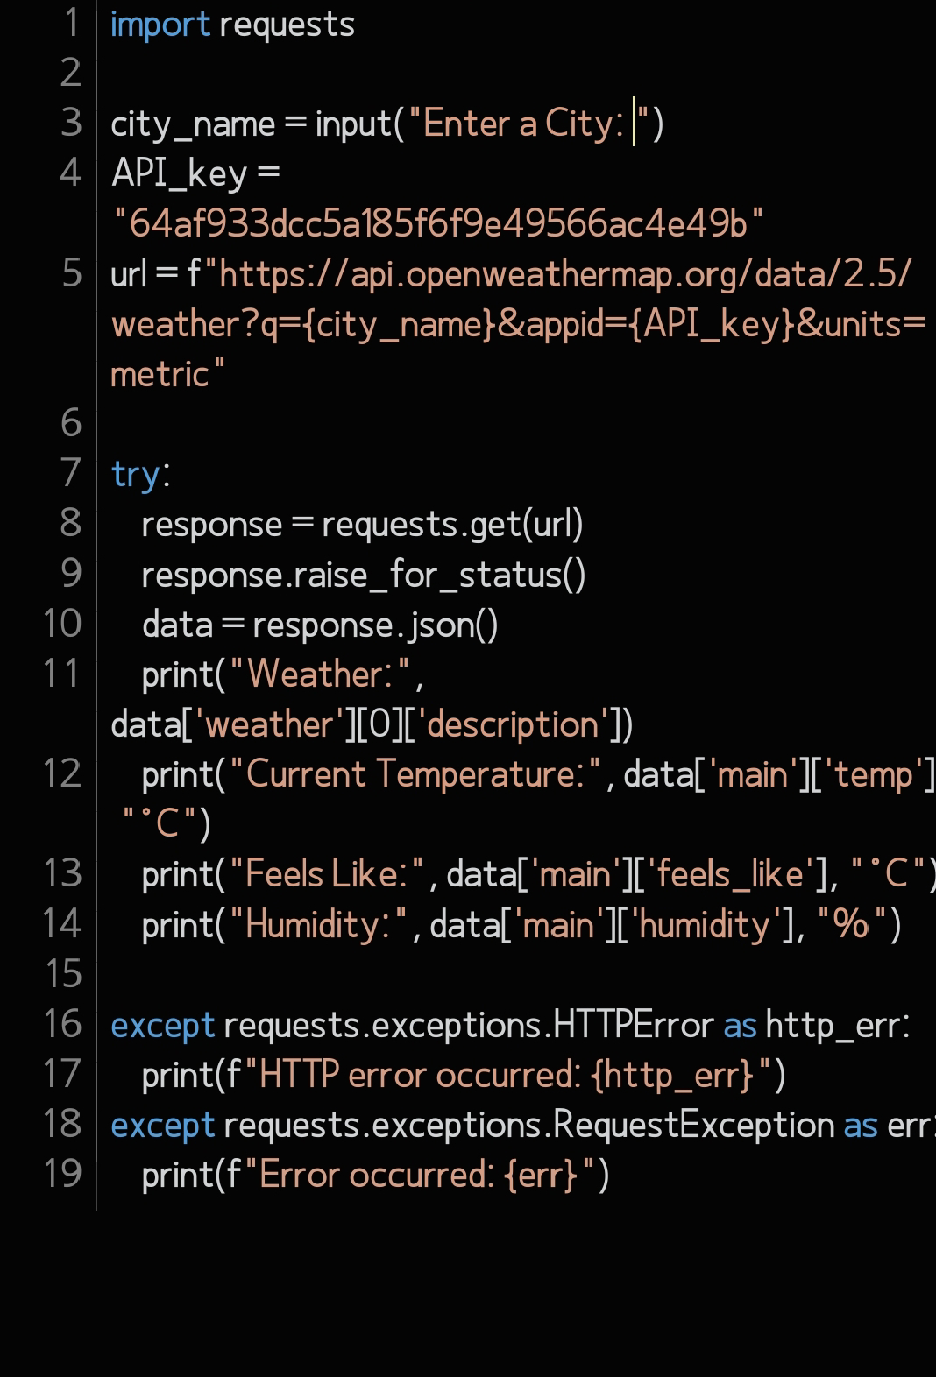 1 import requests
2
3 city_name = input("Enter a City: ")
4 API_key =
"64af933dcc5a185f6f9e49566ac4e49b"
5 url = f"https://api.openweathermap.org/data/2.5/
weather?q={city_name}&appid={API_key}&units=
metric"
6
7 try:
8 response = requests.get(url)
9 response.raise_for_status()
10 data = response.json()
11 print("Weather:",
data['weather'][0]['description'])
12 print("Current Temperature:", data['main']['temp']
"°C")
13 print("Feels Like:", data['main']['feels_like'], "°C")
14 print("Humidity:", data['main']['humidity'], "%")
15
16 except requests.exceptions.HTTPError as http_err:
17 print(f"HTTP error occurred: {http_err}")
18 except requests.exceptions.RequestException as err:
19 print(f"Error occurred: {err}")